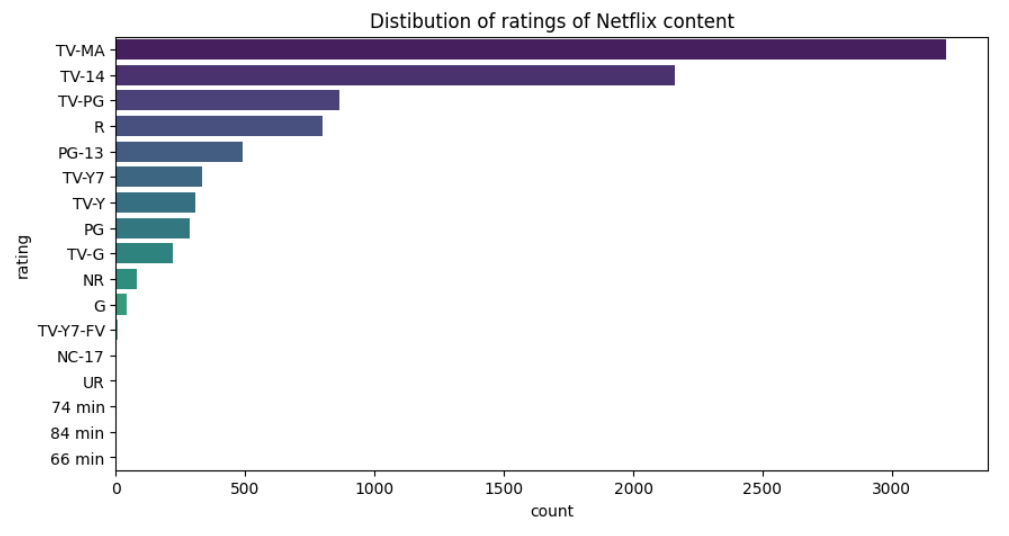 Distibution of ratings of Netflix content
TV-MA
TV-14
TV-PG
R
PG-13
TV-Y7
TV-Y
PG
TV-G
NR
G
TV-Y7-FV
NC-17
UR
74 min
84 min
66 min
rating
0 500 1000 1500 2000 2500 3000
count